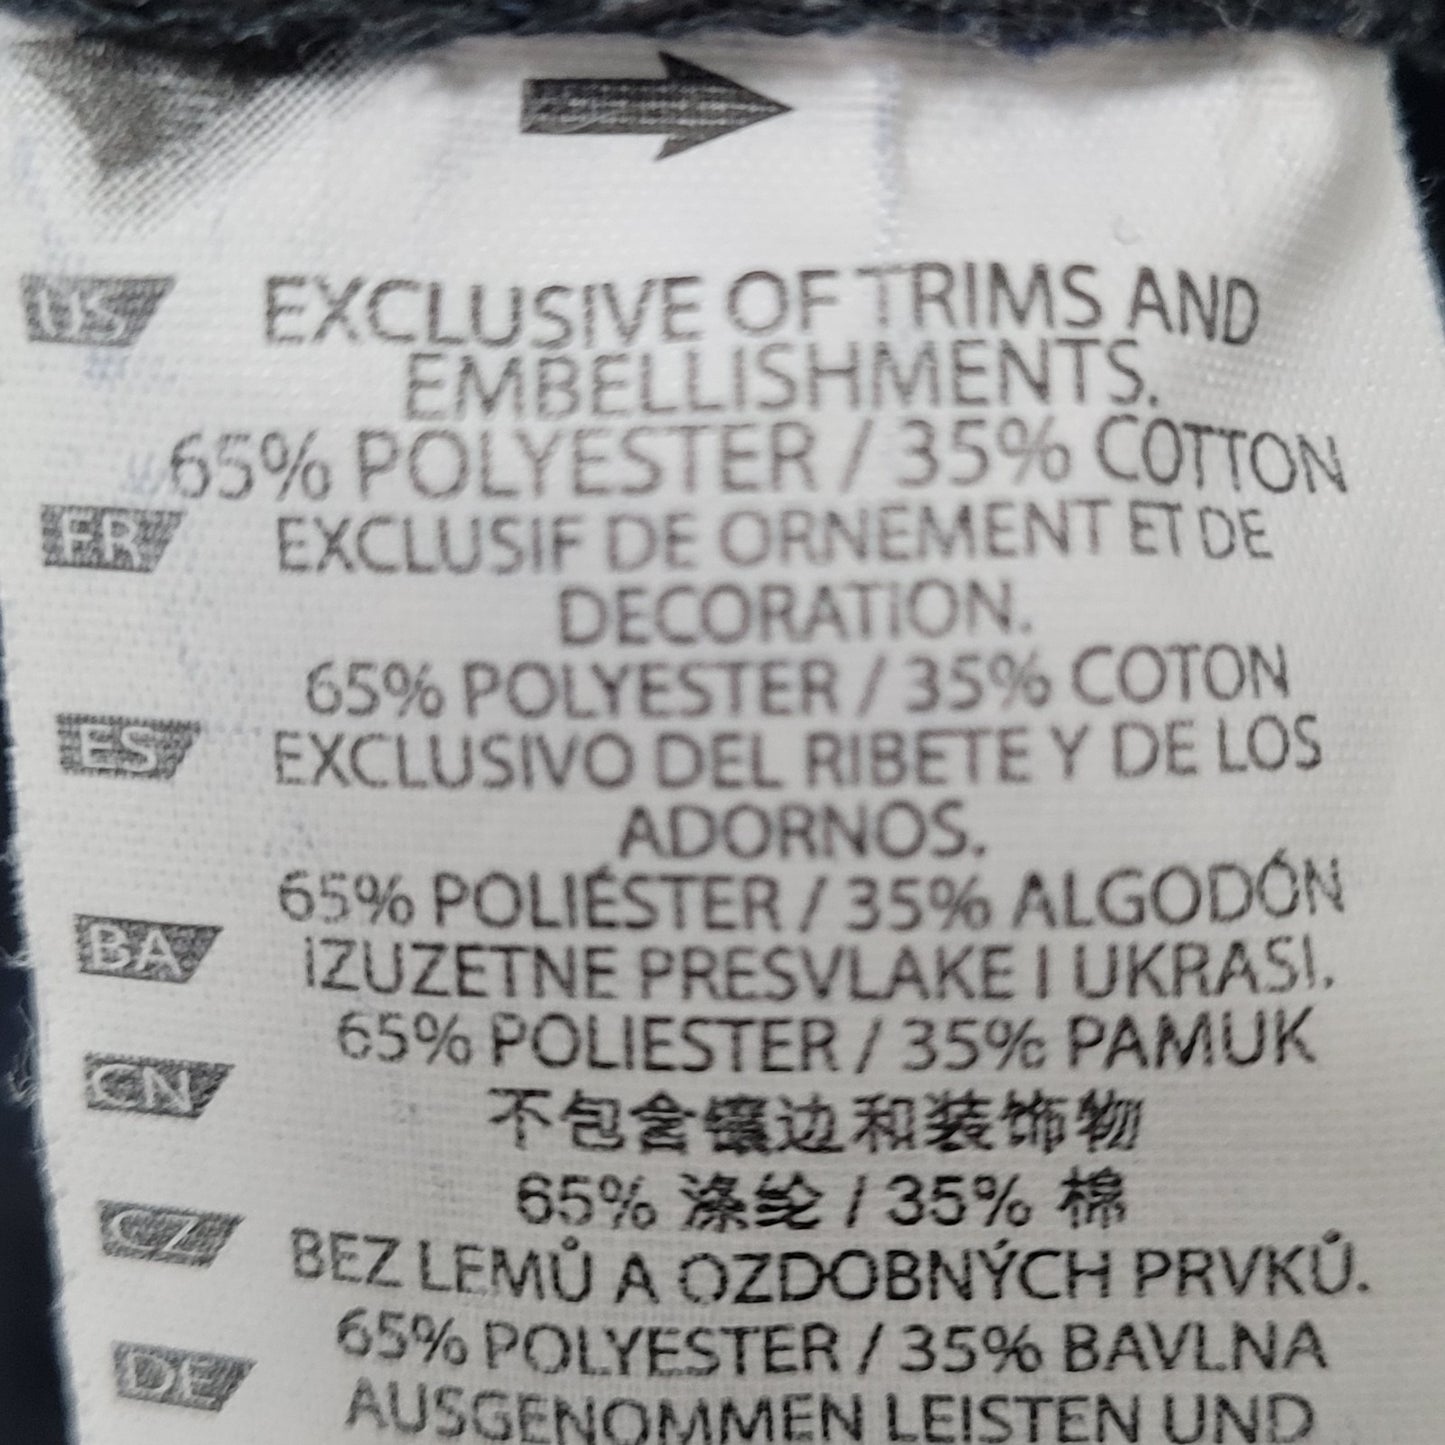 US EXCLUSIVE OF TRIMS AND
EMBELLISHMENTS.
65% POLYESTER / 35% COTTON
FR EXCLUSIF DE ORNEMENT ET DE
DECORATION.
65% POLYESTER / 35% COTON
ES EXCLUSIVO DEL RIBETE Y DE LOS
ADORNOS.
65% POLIÉSTER / 35% ALGODÓN
BA IZUZETNE PRESVLAKE I UKRASI.
65% POLIESTER / 35% PAMUK
CN 不包含镶边和装饰物
65% 涤纶 / 35% 棉
CZ BEZ LEMŮ A OZDOBNÝCH PRVKŮ.
65% POLYESTER / 35% BAVLNA
DE AUSGENOMMEN LEISTEN UND